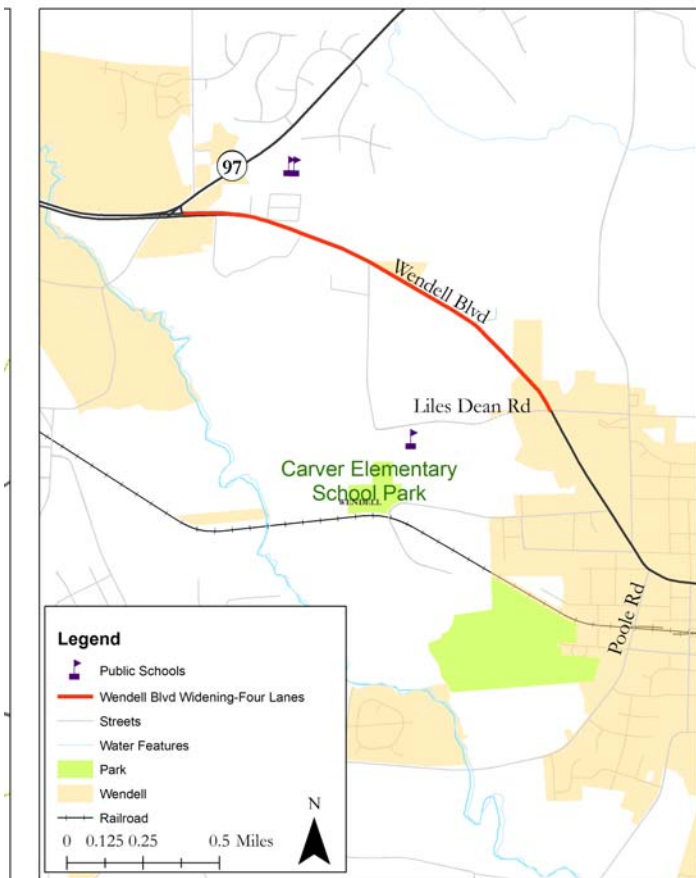 97
Wendell Blvd
Liles Dean Rd
Carver Elementary
School Park
WENDELL
Poole Rd
Legend
Public Schools
Wendell Blvd Widening-Four Lanes
Streets
Water Features
Park
Wendell
Railroad
N
0 0.125 0.25 0.5 Miles